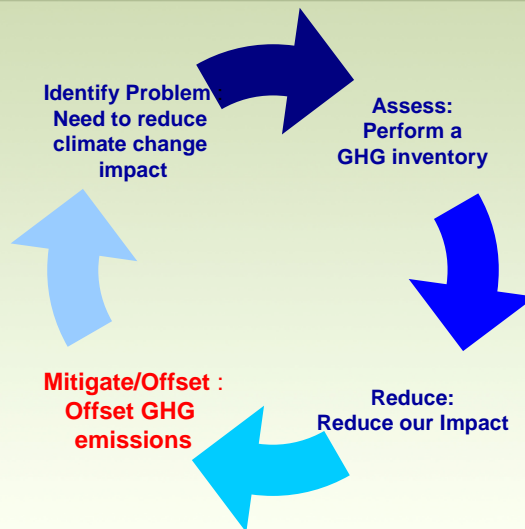 Identify Problem :
Need to reduce
climate change
impact
Assess:
Perform a
GHG inventory
Reduce:
Reduce our Impact
Mitigate/Offset :
Offset GHG
emissions